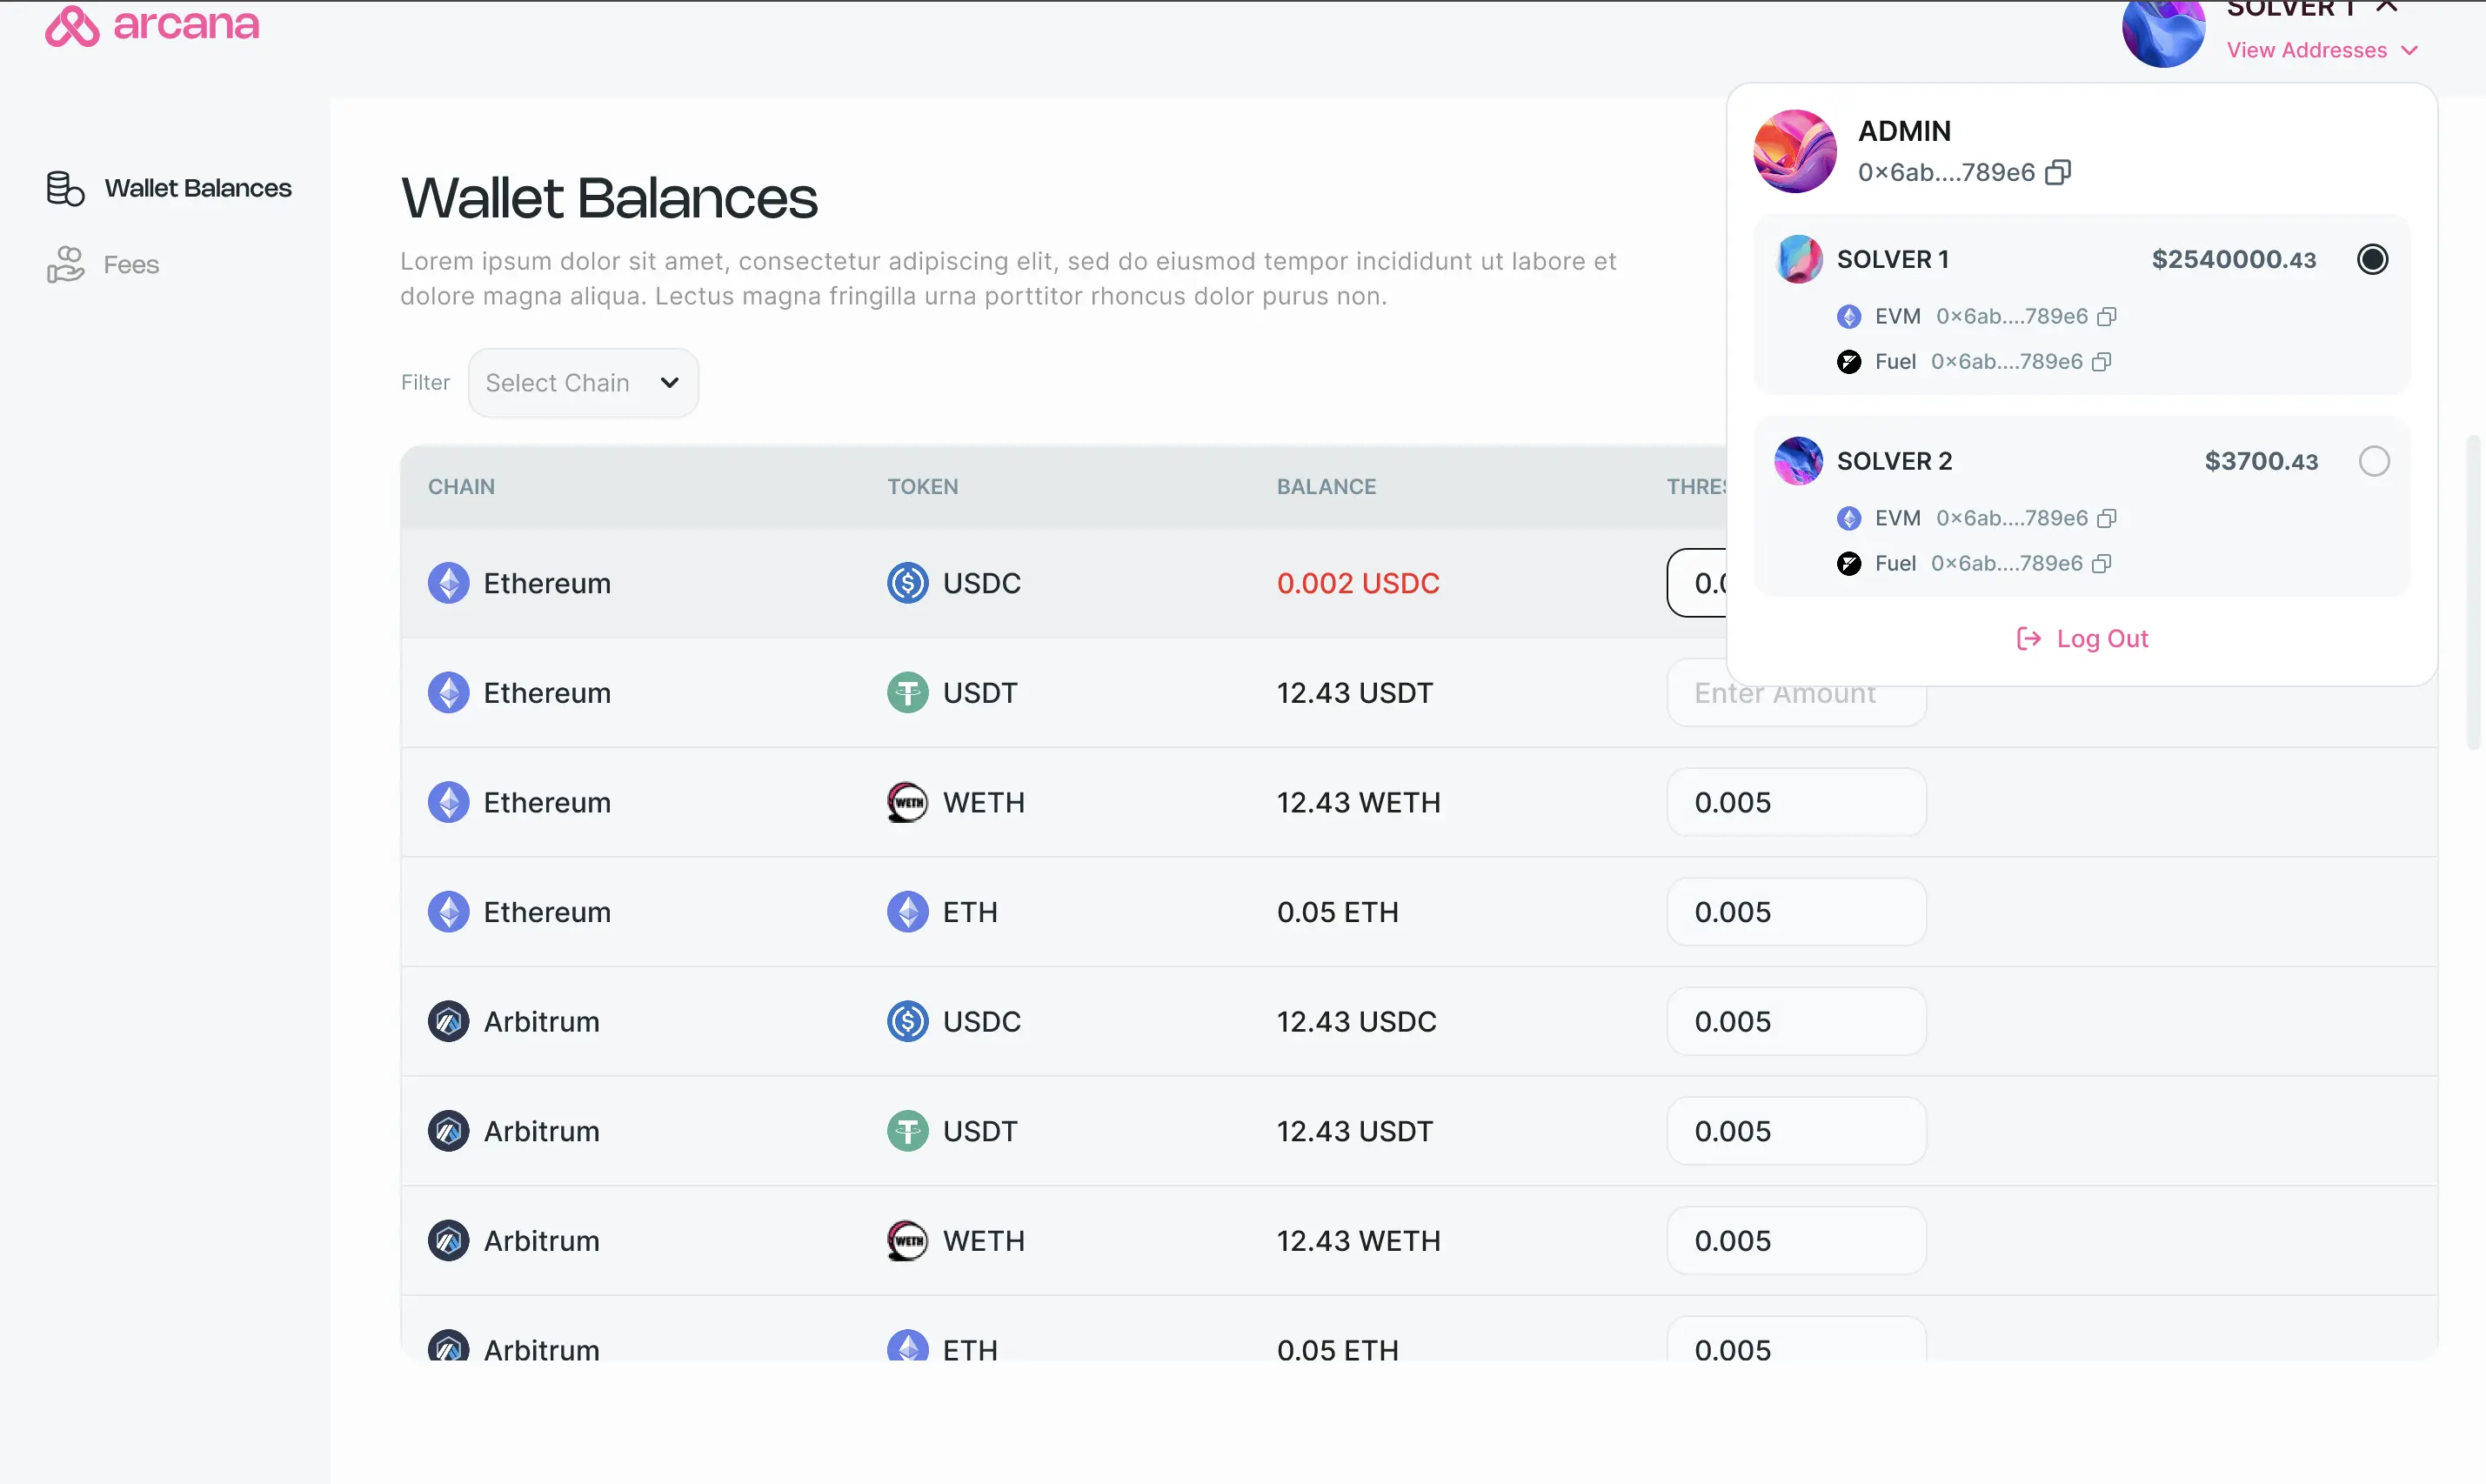 arcana
SOLVER 1
View Addresses
Wallet Balances
Fees
Wallet Balances
Lorem ipsum dolor sit amet, consectetur adipiscing elit, sed do eiusmod tempor incididunt ut labore et
dolore magna aliqua. Lectus magna fringilla urna porttitor rhoncus dolor purus non.
Filter Select Chain
ADMIN
0×6ab....789e6
SOLVER 1 $2540000.43
EVM 0×6ab....789e6
Fuel 0×6ab....789e6
SOLVER 2 $3700.43
EVM 0×6ab....789e6
Fuel 0×6ab....789e6
Log Out
CHAIN TOKEN BALANCE
Ethereum USDC 0.002 USDC
Ethereum USDT 12.43 USDT Enter Amount
Ethereum WETH WETH 12.43 WETH 0.005
Ethereum ETH 0.05 ETH 0.005
Arbitrum USDC 12.43 USDC 0.005
Arbitrum USDT 12.43 USDT 0.005
Arbitrum WETH WETH 12.43 WETH 0.005
Arbitrum ETH 0.05 ETH 0.005